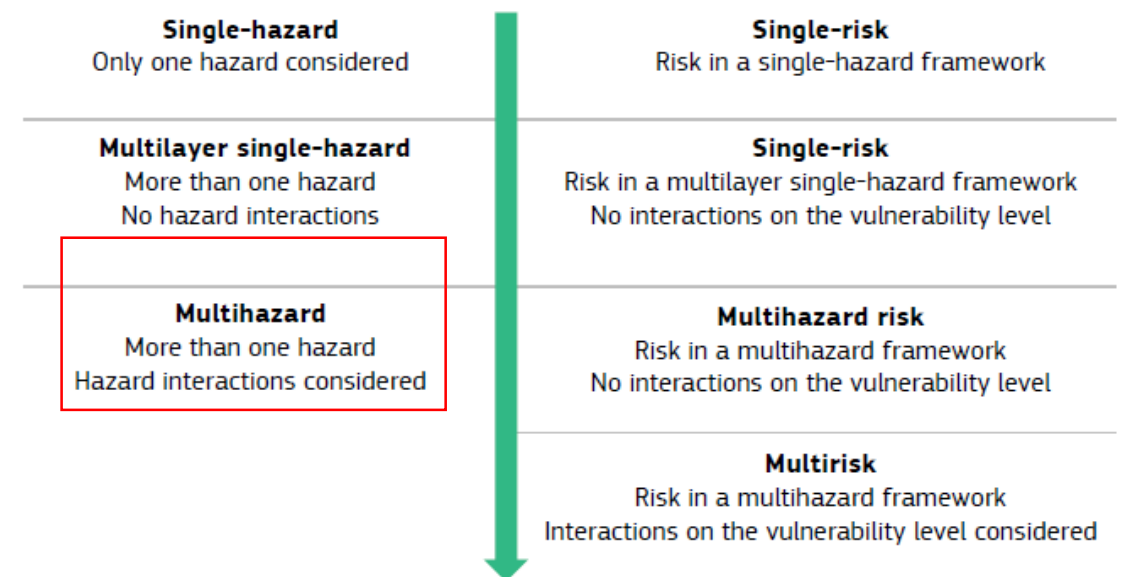 Single-hazard
Only one hazard considered
Single-risk
Risk in a single-hazard framework
Multilayer single-hazard
More than one hazard
No hazard interactions
Single-risk
Risk in a multilayer single-hazard framework
No interactions on the vulnerability level
Multihazard
More than one hazard
Hazard interactions considered
Multihazard risk
Risk in a multihazard framework
No interactions on the vulnerability level
Multirisk
Risk in a multihazard framework
Interactions on the vulnerability level considered